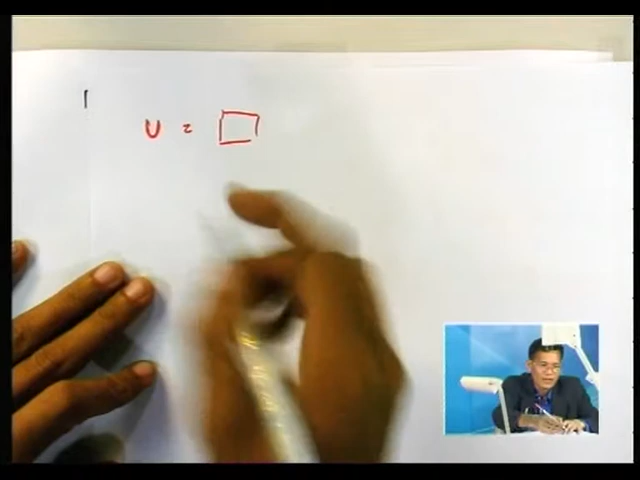 U = □